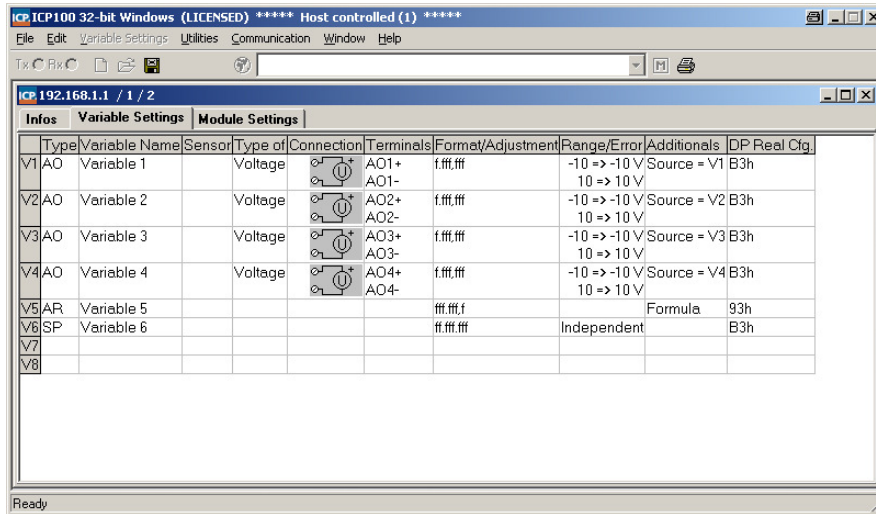 ICP ICP100 32-bit Windows (LICENSED) ***** Host controlled (1) *****
File Edit Variable Settings Utilities Communication Window Help
Tx Rx M
ICP 192.168.1.1 / 1 / 2
Infos Variable Settings Module Settings
Type Variable Name Sensor Type of Connection Terminals Format/Adjustment Range/Error Additionals DP Real Cfg.
V1 AO Variable 1 Voltage U AO1+ f.fff,fff -10 => -10 V Source = V1 B3h
AO1- 10 => 10 V
V2 AO Variable 2 Voltage U AO2+ f.fff,fff -10 => -10 V Source = V2 B3h
AO2- 10 => 10 V
V3 AO Variable 3 Voltage U AO3+ f.fff,fff -10 => -10 V Source = V3 B3h
AO3- 10 => 10 V
V4 AO Variable 4 Voltage U AO4+ f.fff,fff -10 => -10 V Source = V4 B3h
AO4- 10 => 10 V
V5 AR Variable 5 fff.fff,f Formula 93h
V6 SP Variable 6 ff.fff.fff Independent B3h
V7
V8
Ready